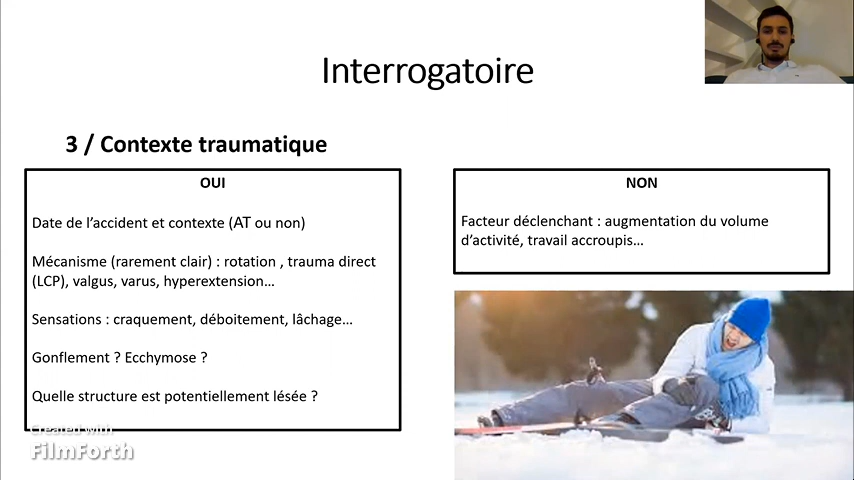 Interrogatoire
3 / Contexte traumatique
OUI
Date de l'accident et contexte (AT ou non)
Mécanisme (rarement clair) : rotation , trauma direct
(LCP), valgus, varus, hyperextension...
Sensations : craquement, déboitement, lâchage...
Gonflement ? Ecchymose ?
Quelle structure est potentiellement lésée ?
NON
Facteur déclenchant : augmentation du volume
d'activité, travail accroupis...
Created with
FilmForth